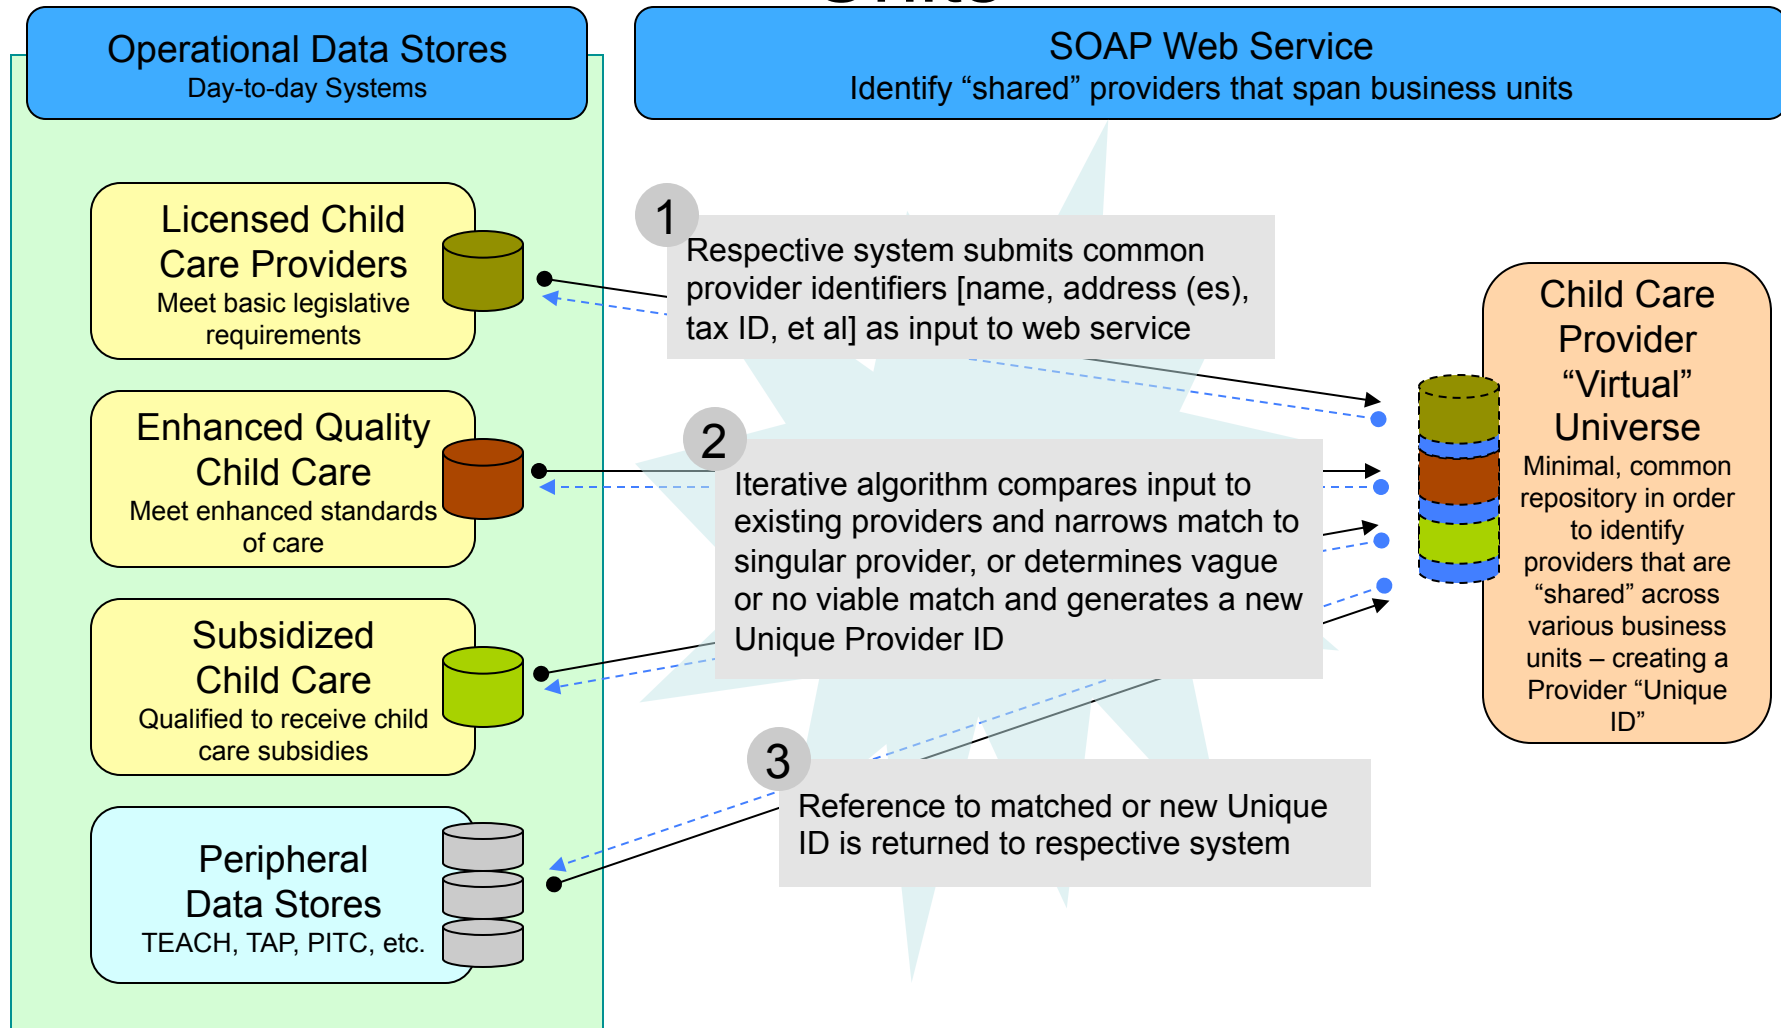 Units
Operational Data Stores
Day-to-day Systems
SOAP Web Service
Identify “shared” providers that span business units
Licensed Child
Care Providers
Meet basic legislative
requirements
Enhanced Quality
Child Care
Meet enhanced standards
of care
Subsidized
Child Care
Qualified to receive child
care subsidies
Peripheral
Data Stores
TEACH, TAP, PITC, etc.
1
Respective system submits common
provider identifiers [name, address (es),
tax ID, et al] as input to web service
2
Iterative algorithm compares input to
existing providers and narrows match to
singular provider, or determines vague
or no viable match and generates a new
Unique Provider ID
3
Reference to matched or new Unique
ID is returned to respective system
Child Care
Provider
“Virtual”
Universe
Minimal, common
repository in order
to identify
providers that are
“shared” across
various business
units – creating a
Provider “Unique
ID”